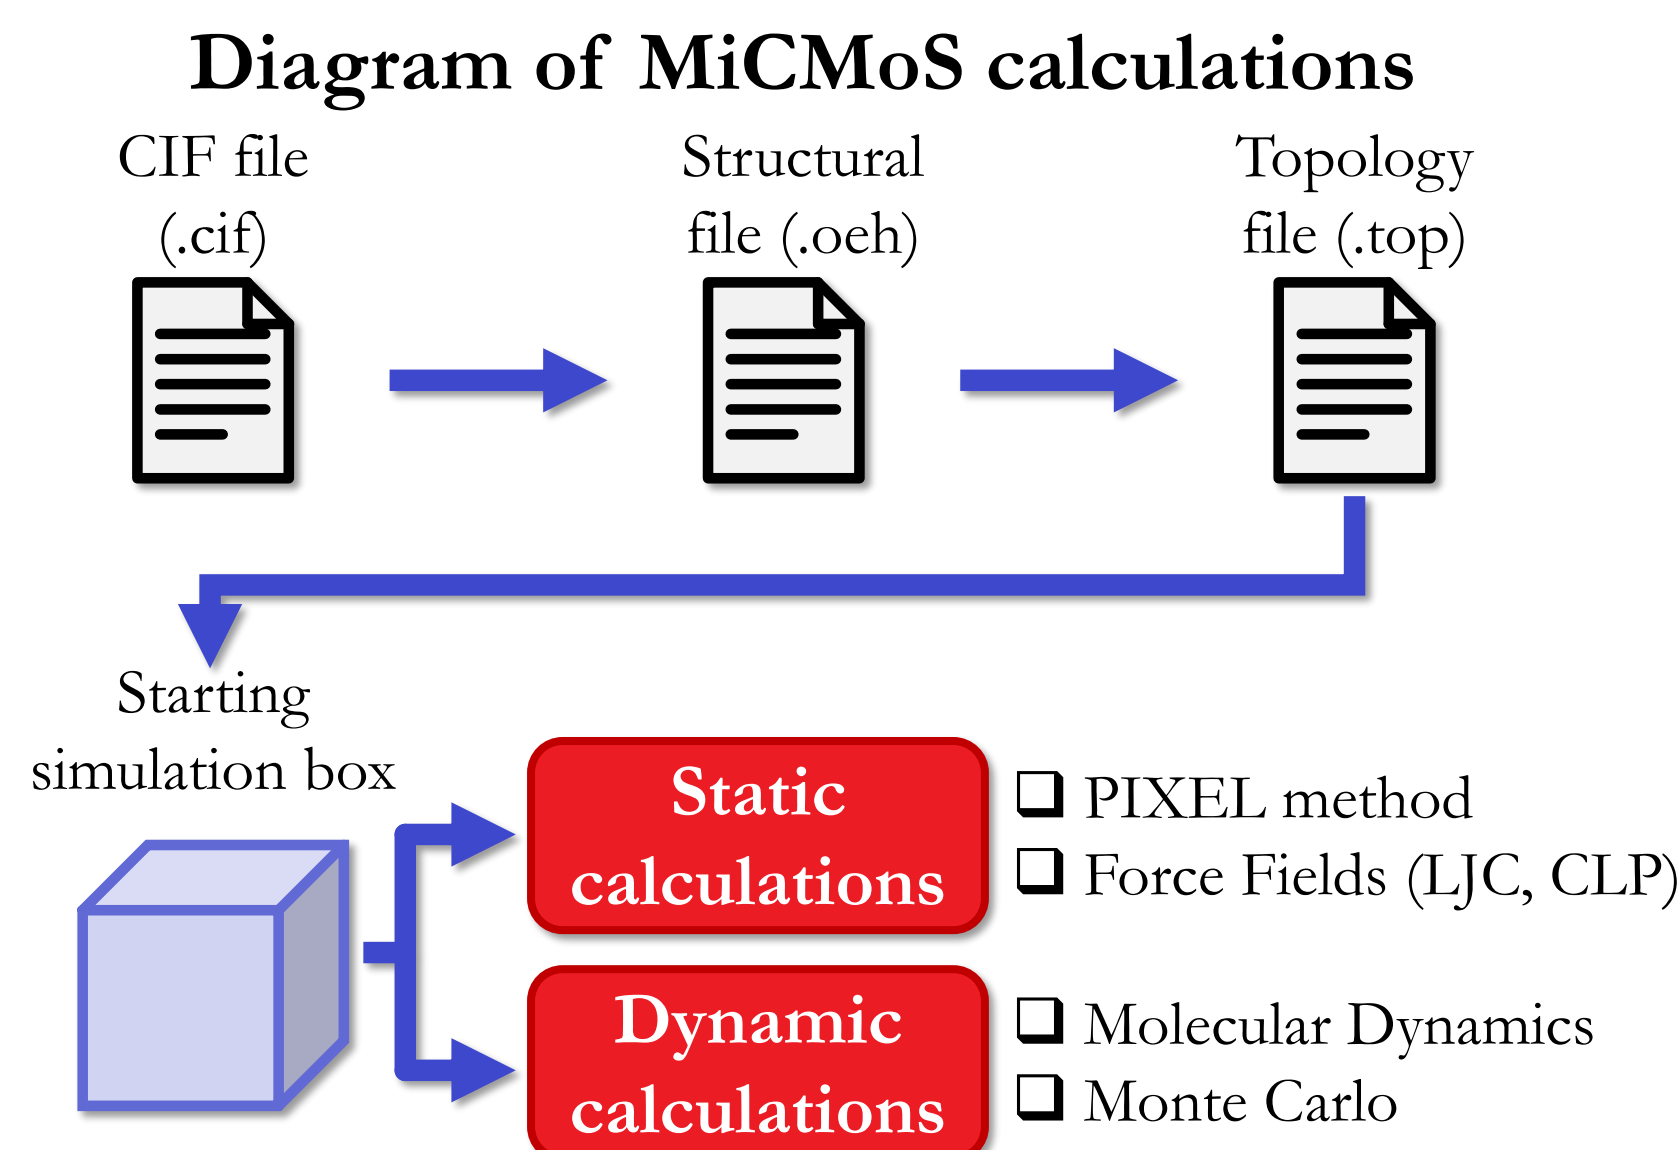 Diagram of MiCMoS calculations
CIF file
(.cif)
Structural
file (.oeh)
Topology
file (.top)
Starting
simulation box
Static
calculations
PIXEL method
Force Fields (LJC, CLP)
Dynamic
calculations
Molecular Dynamics
Monte Carlo